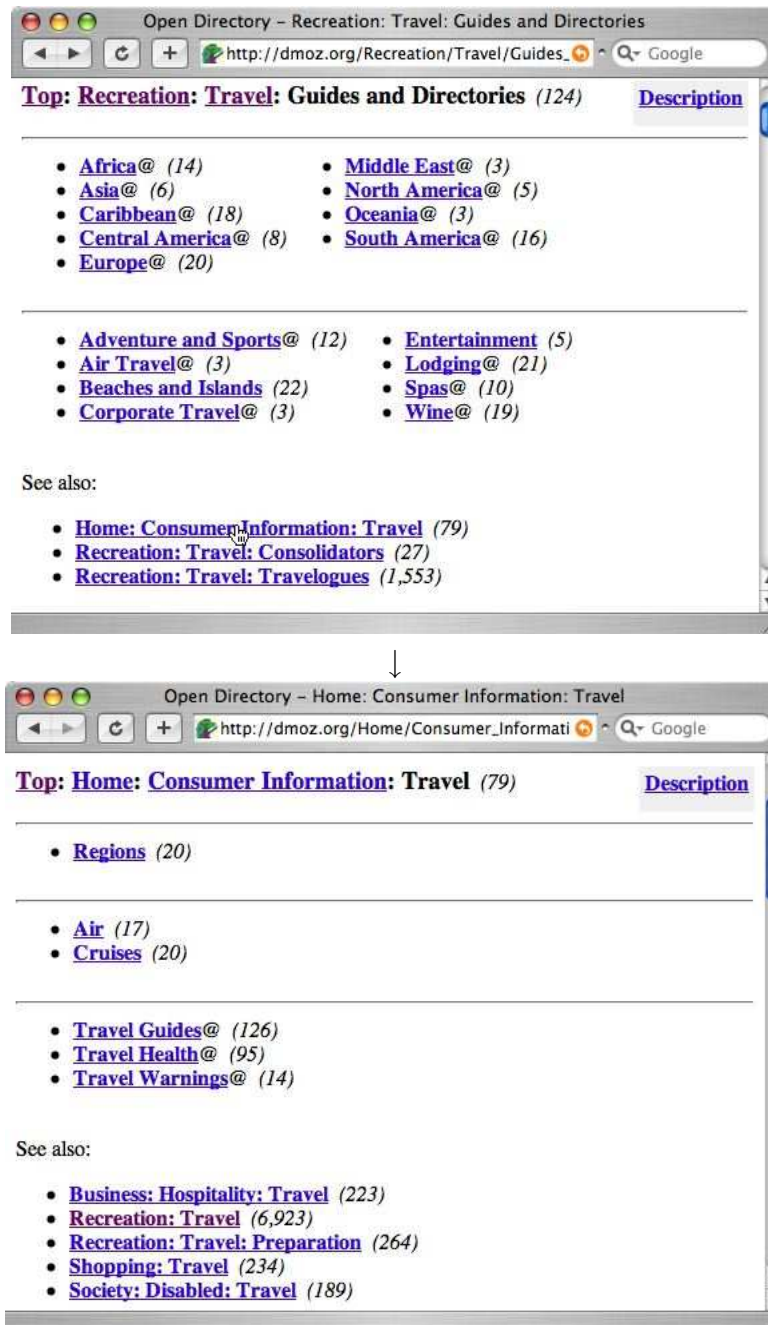 Open Directory – Recreation: Travel: Guides and Directories
http://dmoz.org/Recreation/Travel/Guides_ Google
Top: Recreation: Travel: Guides and Directories (124) Description
• Africa@ (14) • Middle East@ (3)
• Asia@ (6) • North America@ (5)
• Caribbean@ (18) • Oceania@ (3)
• Central America@ (8) • South America@ (16)
• Europe@ (20)
• Adventure and Sports@ (12) • Entertainment (5)
• Air Travel@ (3) • Lodging@ (21)
• Beaches and Islands (22) • Spas@ (10)
• Corporate Travel@ (3) • Wine@ (19)
See also:
• Home: Consumer Information: Travel (79)
• Recreation: Travel: Consolidators (27)
• Recreation: Travel: Travelogues (1,553)
↓
Open Directory – Home: Consumer Information: Travel
http://dmoz.org/Home/Consumer_Informati Google
Top: Home: Consumer Information: Travel (79) Description
• Regions (20)
• Air (17)
• Cruises (20)
• Travel Guides@ (126)
• Travel Health@ (95)
• Travel Warnings@ (14)
See also:
• Business: Hospitality: Travel (223)
• Recreation: Travel (6,923)
• Recreation: Travel: Preparation (264)
• Shopping: Travel (234)
• Society: Disabled: Travel (189)